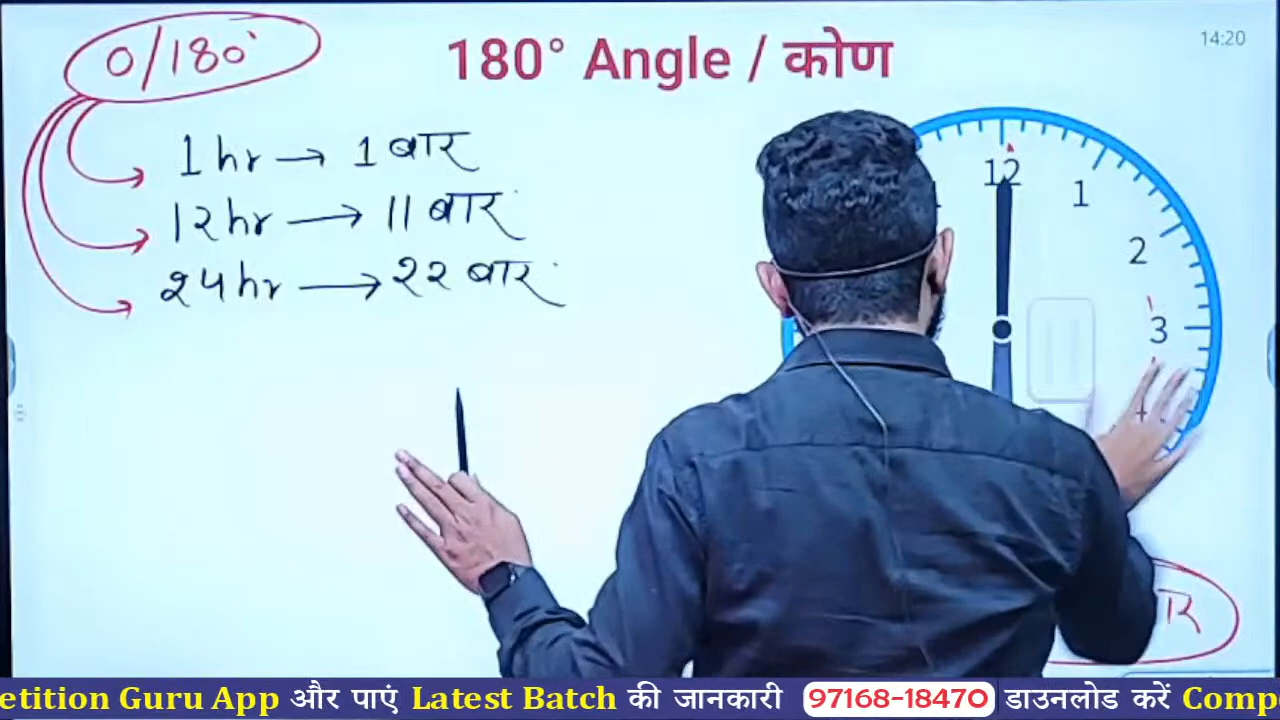 0/180°
180° Angle / कोण
14:20
1 hr → 1 बार
12 hr → 11 बार
24 hr → 22 बार
12
1
2
3
R
etition Guru App और पाएं Latest Batch की जानकारी 97168-18470 डाउनलोड करें Comp